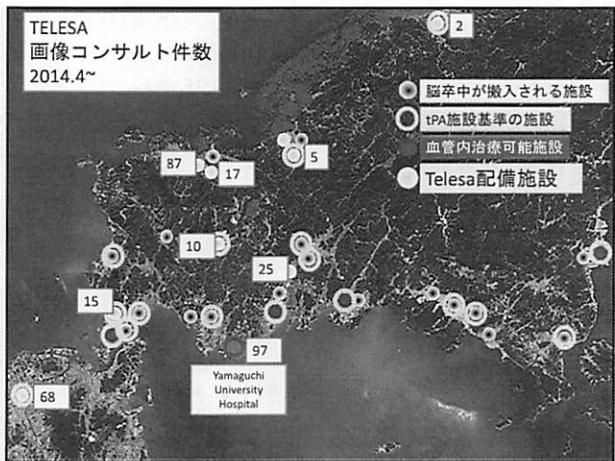 TELESA
画像コンサルト件数
2014.4~
2
脳卒中が搬入される施設
tPA施設基準の施設
血管内治療可能施設
Telesa配備施設
87
17
5
10
25
15
97
Yamaguchi
University
Hospital
68